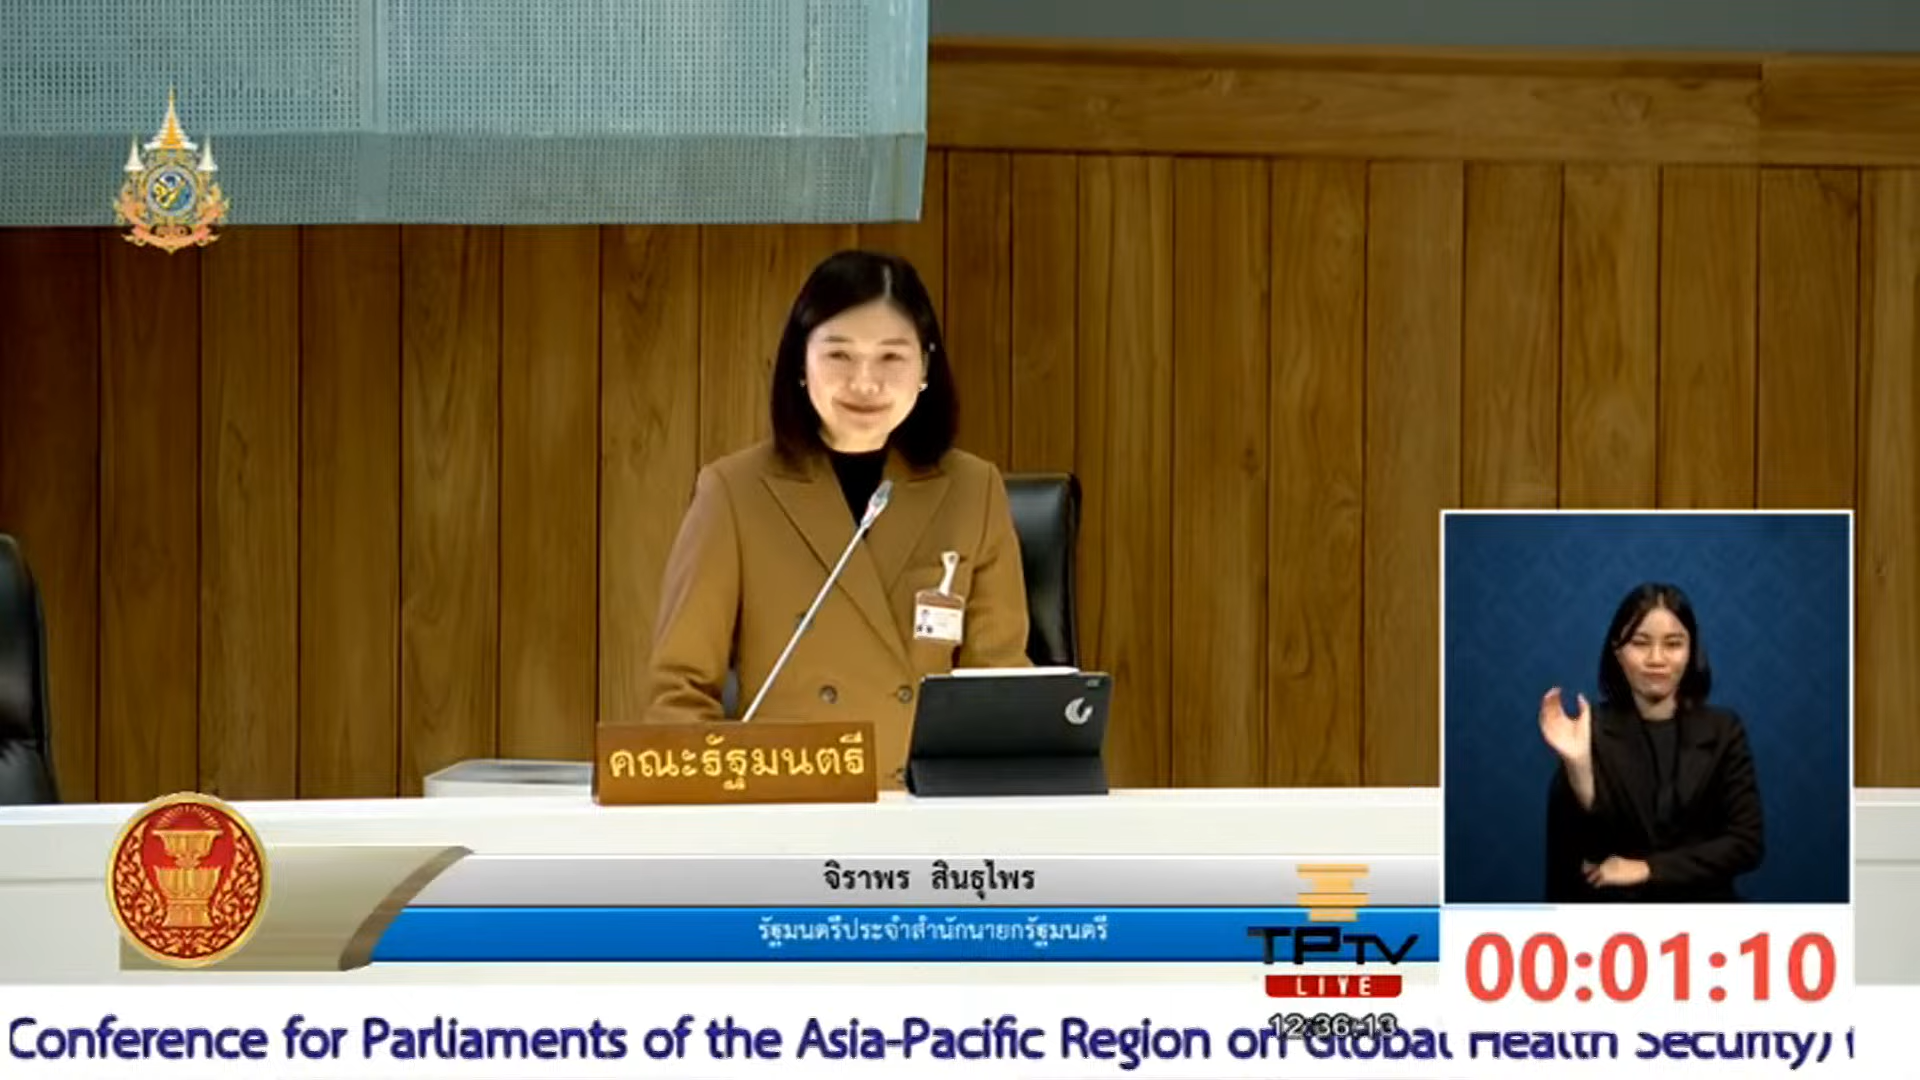 คณะรัฐมนตรี
จิราพร สินธุไพร
รัฐมนตรีประจำสำนักนายกรัฐมนตรี
TPTV
LIVE
00:01:10
12:36:13
Conference for Parliaments of the Asia-Pacific Region on Global Health Security)